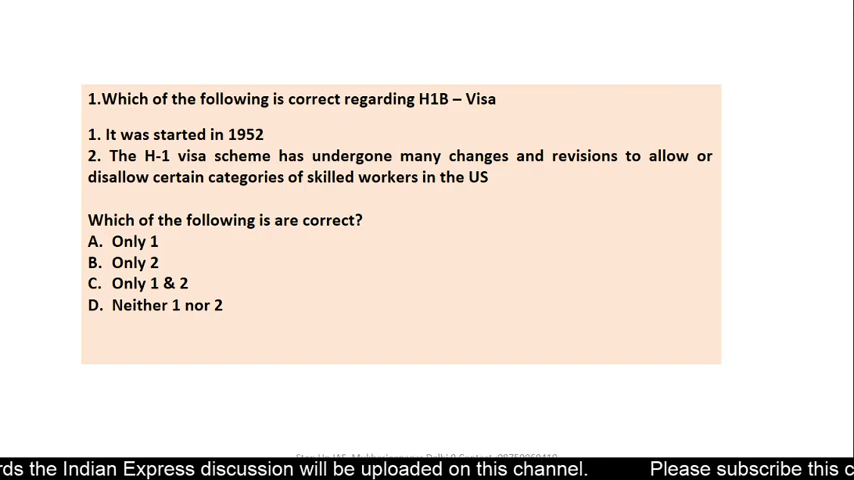 1.Which of the following is correct regarding H1B – Visa
1. It was started in 1952
2. The H-1 visa scheme has undergone many changes and revisions to allow or
disallow certain categories of skilled workers in the US
Which of the following is are correct?
A. Only 1
B. Only 2
C. Only 1 & 2
D. Neither 1 nor 2
rds the Indian Express discussion will be uploaded on this channel. Please subscribe this c